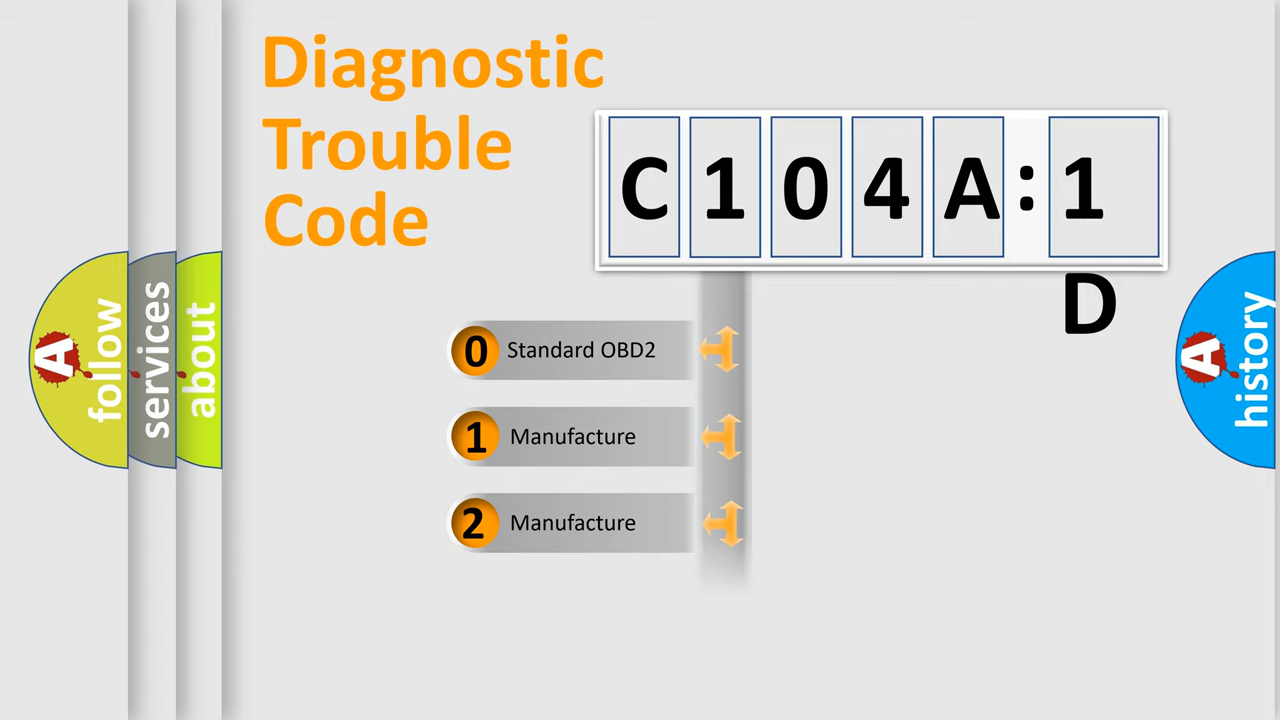 Diagnostic
Trouble
Code
C104A:1
D
0 Standard OBD2
1 Manufacture
2 Manufacture
A follow
services
about
A history